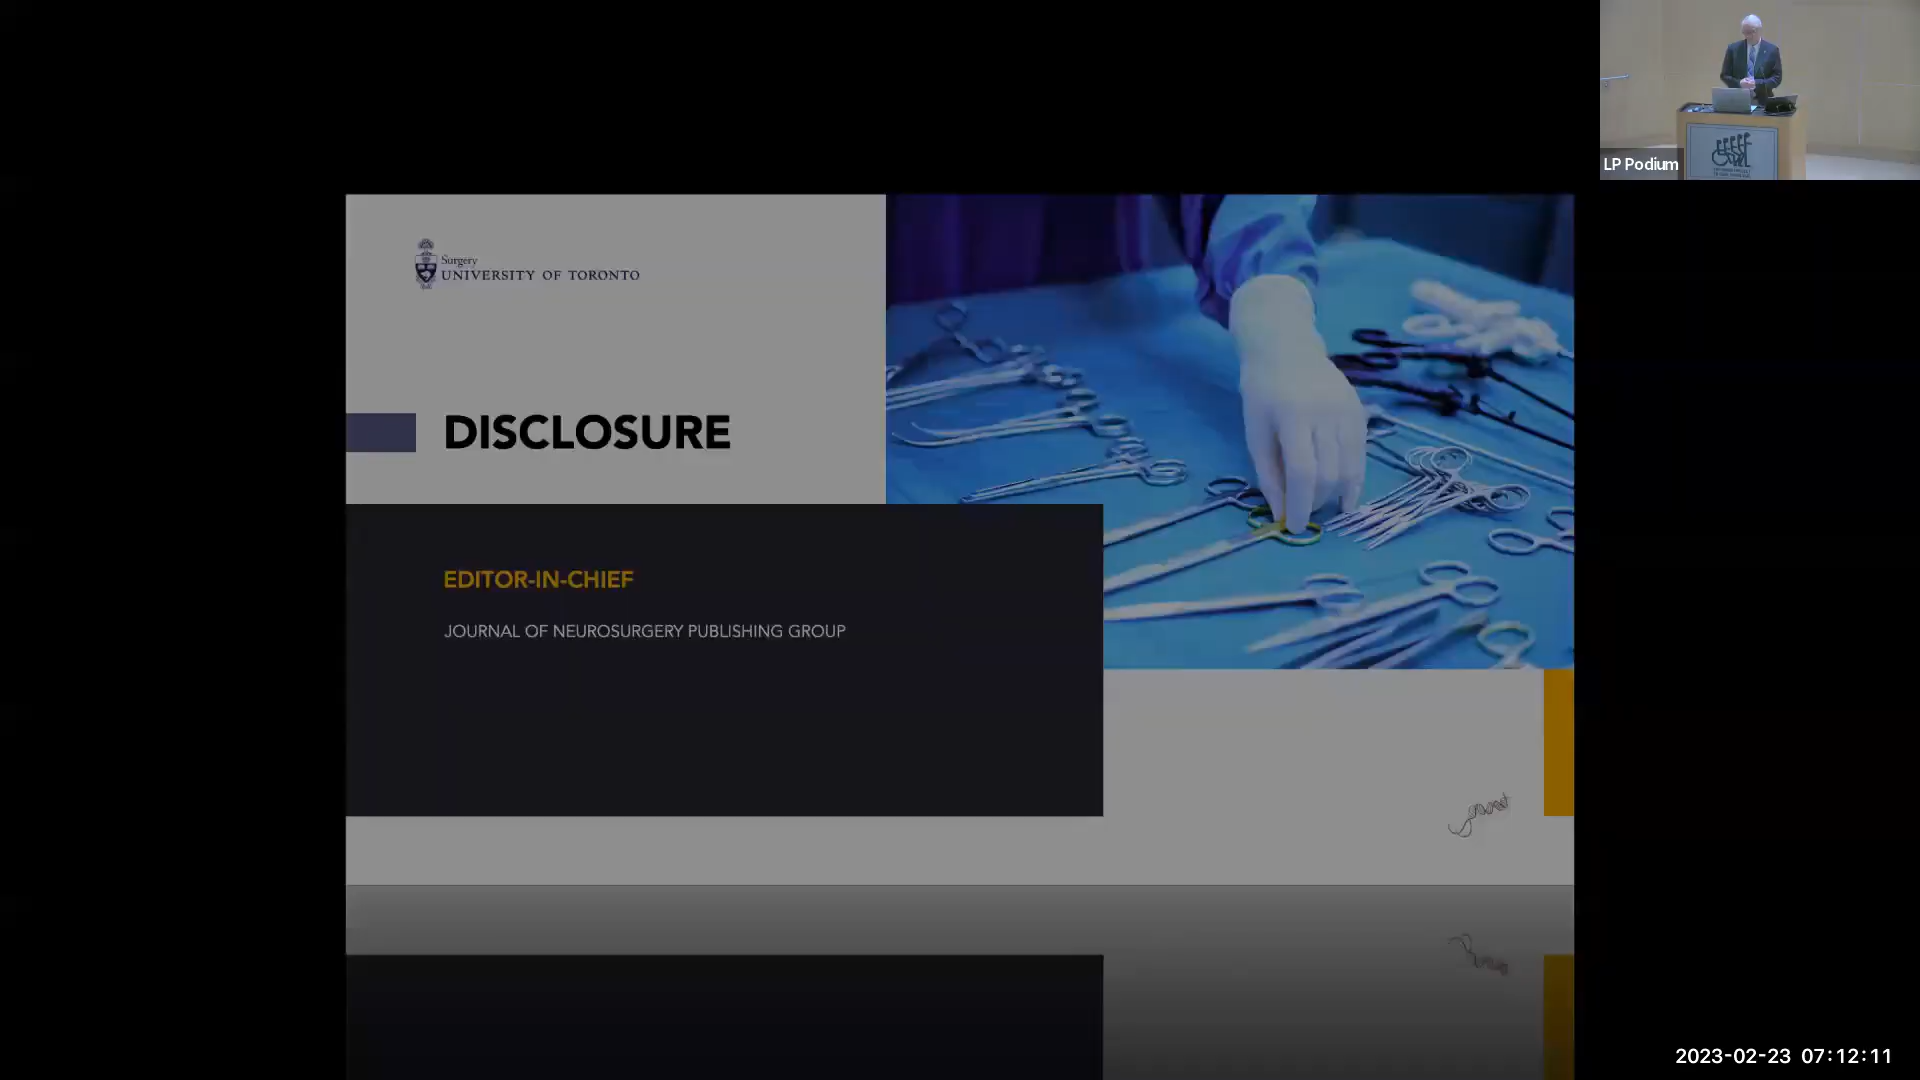 LP Podium
Surgery
UNIVERSITY OF TORONTO
DISCLOSURE
EDITOR-IN-CHIEF
JOURNAL OF NEUROSURGERY PUBLISHING GROUP
2023-02-23 07:12:11